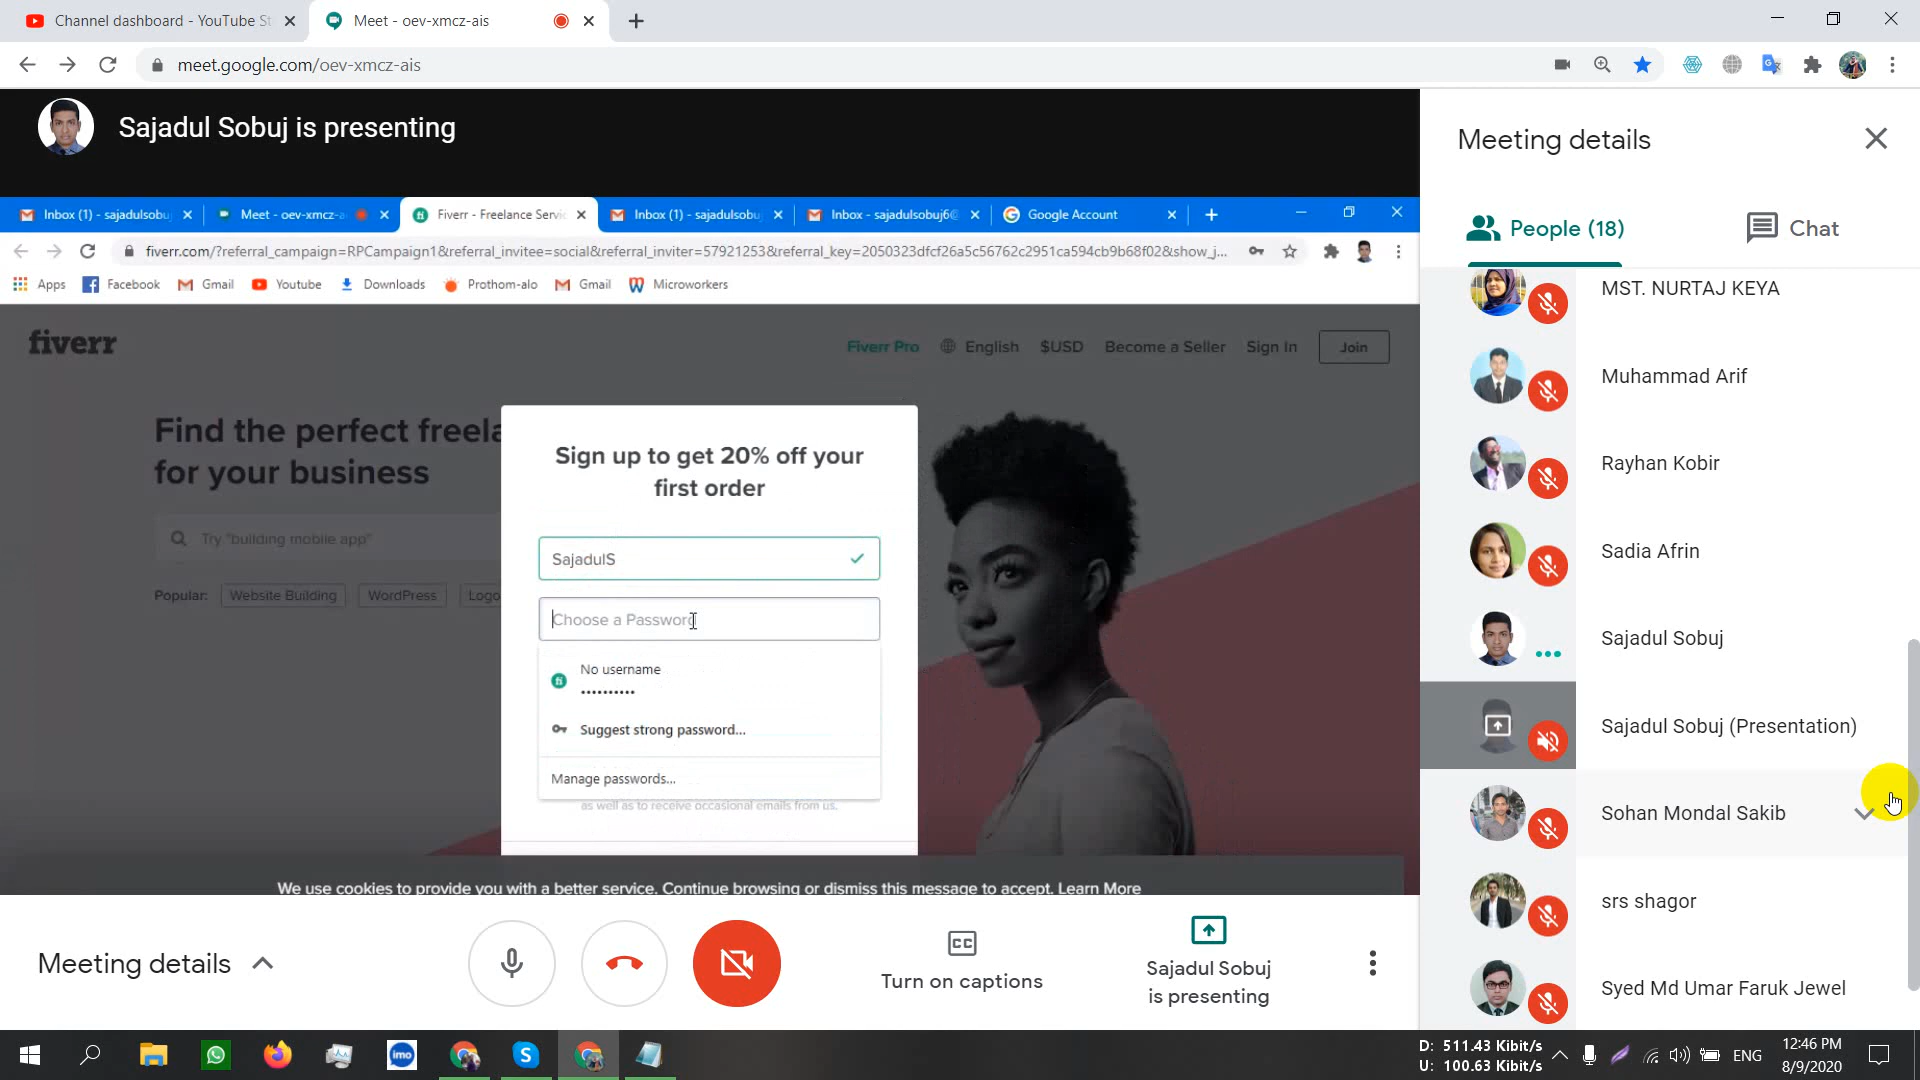 Channel dashboard - YouTube St
Meet - oev-xmcz-ais
meet.google.com/oev-xmcz-ais
Sajadul Sobuj is presenting
Inbox (1) - sajadulsobu
Meet - oev-xmcz-a
Fiverr - Freelance Servic
Inbox (1) - sajadulsobu
Inbox - sajadulsobuj6@
Google Account
fiverr.com/?referral_campaign=RPCampaign1&referral_invitee=social&referral_inviter=57921253&referral_key=2050323dfcf26a5c56762c2951ca594cb9b68f02&show_j...
Apps
Facebook
Gmail
Youtube
Downloads
Prothom-alo
Gmail
Microworkers
fiverr
Fiverr Pro
English
$USD
Become a Seller
Sign In
Join
Find the perfect freela
for your business
Try "building mobile app"
Popular:
Website Building
WordPress
Logo
Sign up to get 20% off your
first order
SajadulS
Choose a Password
No username
••••••••••
Suggest strong password...
Manage passwords...
as well as to receive occasional emails from us.
We use cookies to provide you with a better service. Continue browsing or dismiss this message to accept. Learn More
Meeting details
CC
Turn on captions
Sajadul Sobuj
is presenting
Meeting details
People (18)
Chat
MST. NURTAJ KEYA
Muhammad Arif
Rayhan Kobir
Sadia Afrin
Sajadul Sobuj
Sajadul Sobuj (Presentation)
Sohan Mondal Sakib
srs shagor
Syed Md Umar Faruk Jewel
imo
D: 511.43 Kibit/s
U: 100.63 Kibit/s
ENG
12:46 PM
8/9/2020